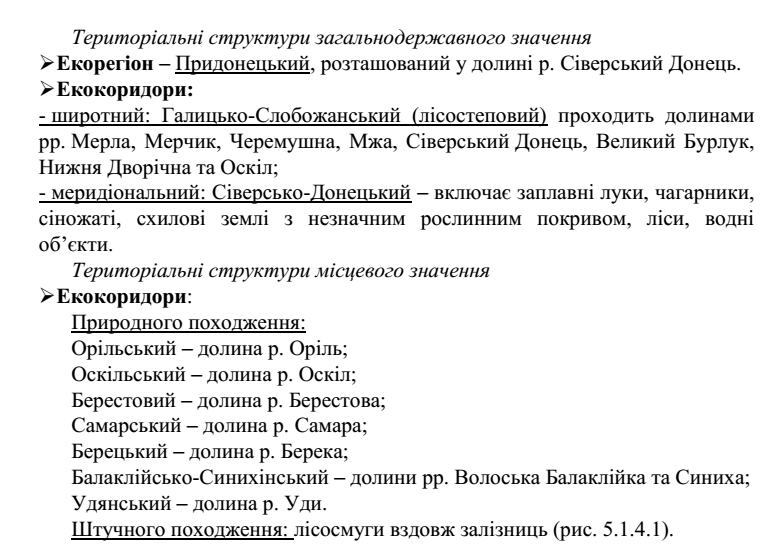 Територіальні структури загальнодержавного значення
➢Екорегіон – Придонецький, розташований у долині р. Сіверський Донець.
➢Екокоридори:
- широтний: Галицько-Слобожанський (лісостеповий) проходить долинами
рр. Мерла, Мерчик, Черемушна, Мжа, Сіверський Донець, Великий Бурлук,
Нижня Дворічна та Оскіл;
- меридіональний: Сіверсько-Донецький – включає заплавні луки, чагарники,
сіножаті, схилові землі з незначним рослинним покривом, ліси, водні
об’єкти.
Територіальні структури місцевого значення
➢Екокоридори:
Природного походження:
Орільський – долина р. Оріль;
Оскільський – долина р. Оскіл;
Берестовий – долина р. Берестова;
Самарський – долина р. Самара;
Берецький – долина р. Берека;
Балаклійсько-Синихінський – долини рр. Волоська Балаклійка та Синиха;
Удянський – долина р. Уди.
Штучного походження: лісосмуги вздовж залізниць (рис. 5.1.4.1).